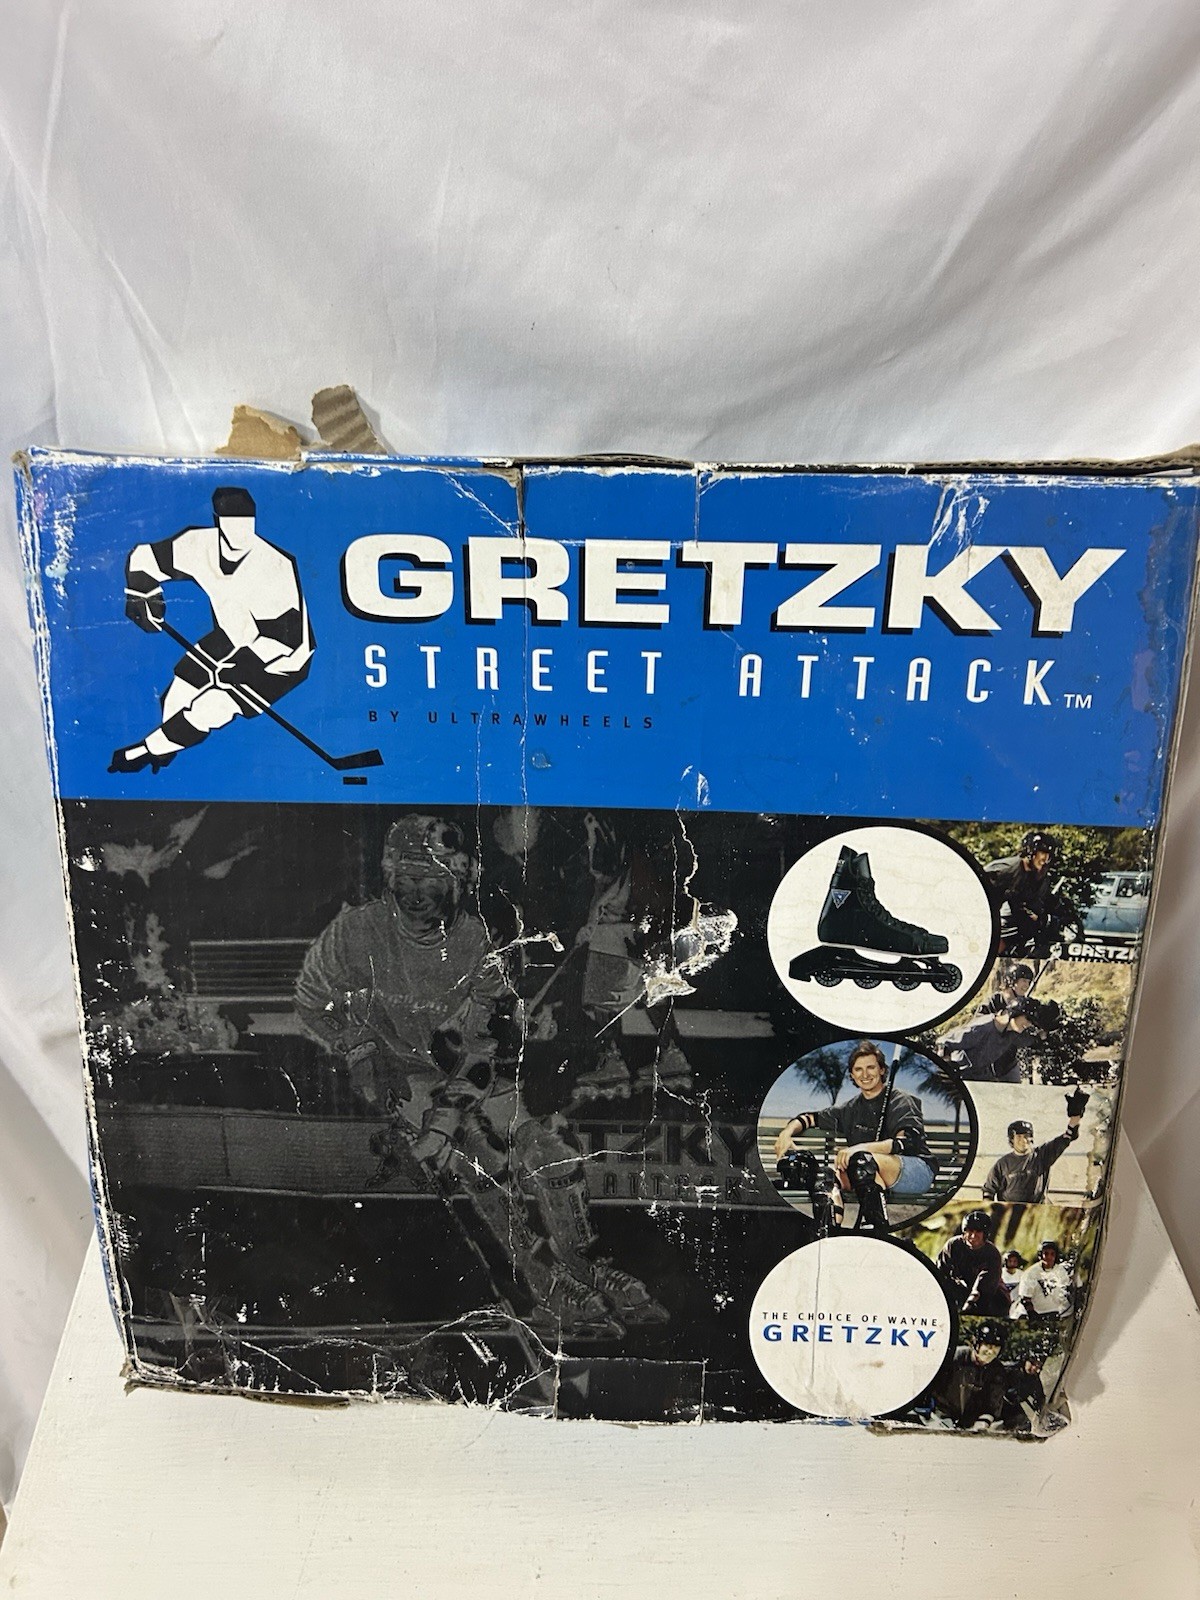 GRETZKY
STREET ATTACK™
BY ULTRAWHEELS
GRETZ
TZKY
ATTACK
THE CHOICE OF WAYNE
GRETZKY